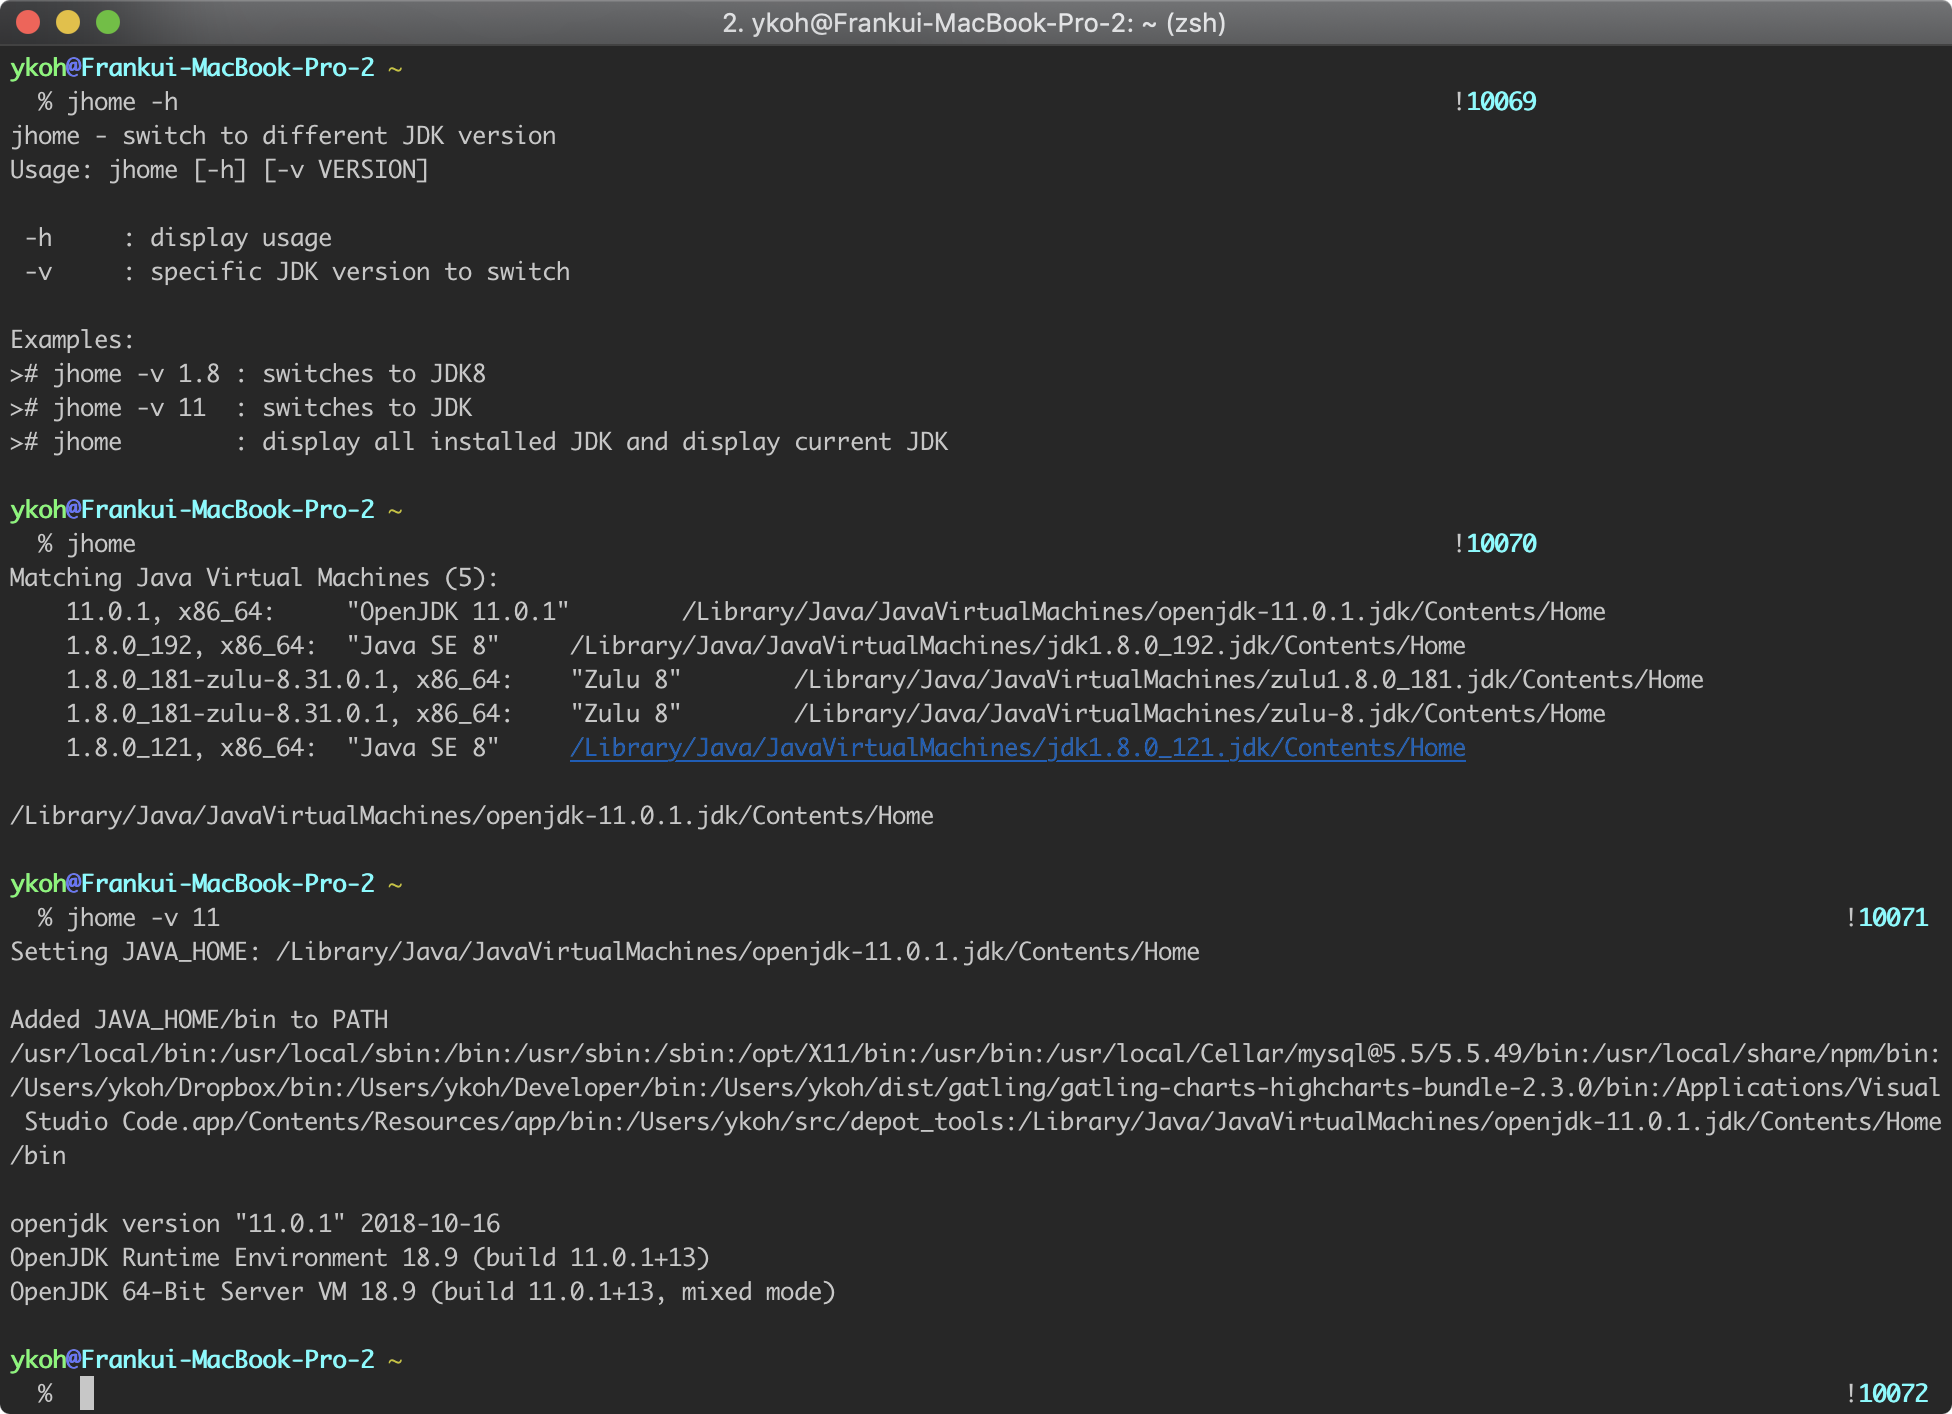 2. ykoh@Frankui-MacBook-Pro-2: ~ (zsh)
ykoh@Frankui-MacBook-Pro-2 ~
  % jhome -h !10069
jhome - switch to different JDK version
Usage: jhome [-h] [-v VERSION]
 -h     : display usage
 -v     : specific JDK version to switch
Examples:
># jhome -v 1.8 : switches to JDK8
># jhome -v 11  : switches to JDK
># jhome        : display all installed JDK and display current JDK
ykoh@Frankui-MacBook-Pro-2 ~
  % jhome !10070
Matching Java Virtual Machines (5):
    11.0.1, x86_64:     "OpenJDK 11.0.1"        /Library/Java/JavaVirtualMachines/openjdk-11.0.1.jdk/Contents/Home
    1.8.0_192, x86_64:  "Java SE 8"     /Library/Java/JavaVirtualMachines/jdk1.8.0_192.jdk/Contents/Home
    1.8.0_181-zulu-8.31.0.1, x86_64:    "Zulu 8"        /Library/Java/JavaVirtualMachines/zulu1.8.0_181.jdk/Contents/Home
    1.8.0_181-zulu-8.31.0.1, x86_64:    "Zulu 8"        /Library/Java/JavaVirtualMachines/zulu-8.jdk/Contents/Home
    1.8.0_121, x86_64:  "Java SE 8"     /Library/Java/JavaVirtualMachines/jdk1.8.0_121.jdk/Contents/Home
/Library/Java/JavaVirtualMachines/openjdk-11.0.1.jdk/Contents/Home
ykoh@Frankui-MacBook-Pro-2 ~
  % jhome -v 11 !10071
Setting JAVA_HOME: /Library/Java/JavaVirtualMachines/openjdk-11.0.1.jdk/Contents/Home
Added JAVA_HOME/bin to PATH
/usr/local/bin:/usr/local/sbin:/bin:/usr/sbin:/sbin:/opt/X11/bin:/usr/bin:/usr/local/Cellar/mysql@5.5/5.5.49/bin:/usr/local/share/npm/bin:
/Users/ykoh/Dropbox/bin:/Users/ykoh/Developer/bin:/Users/ykoh/dist/gatling/gatling-charts-highcharts-bundle-2.3.0/bin:/Applications/Visual
 Studio Code.app/Contents/Resources/app/bin:/Users/ykoh/src/depot_tools:/Library/Java/JavaVirtualMachines/openjdk-11.0.1.jdk/Contents/Home
/bin
openjdk version "11.0.1" 2018-10-16
OpenJDK Runtime Environment 18.9 (build 11.0.1+13)
OpenJDK 64-Bit Server VM 18.9 (build 11.0.1+13, mixed mode)
ykoh@Frankui-MacBook-Pro-2 ~
  % !10072